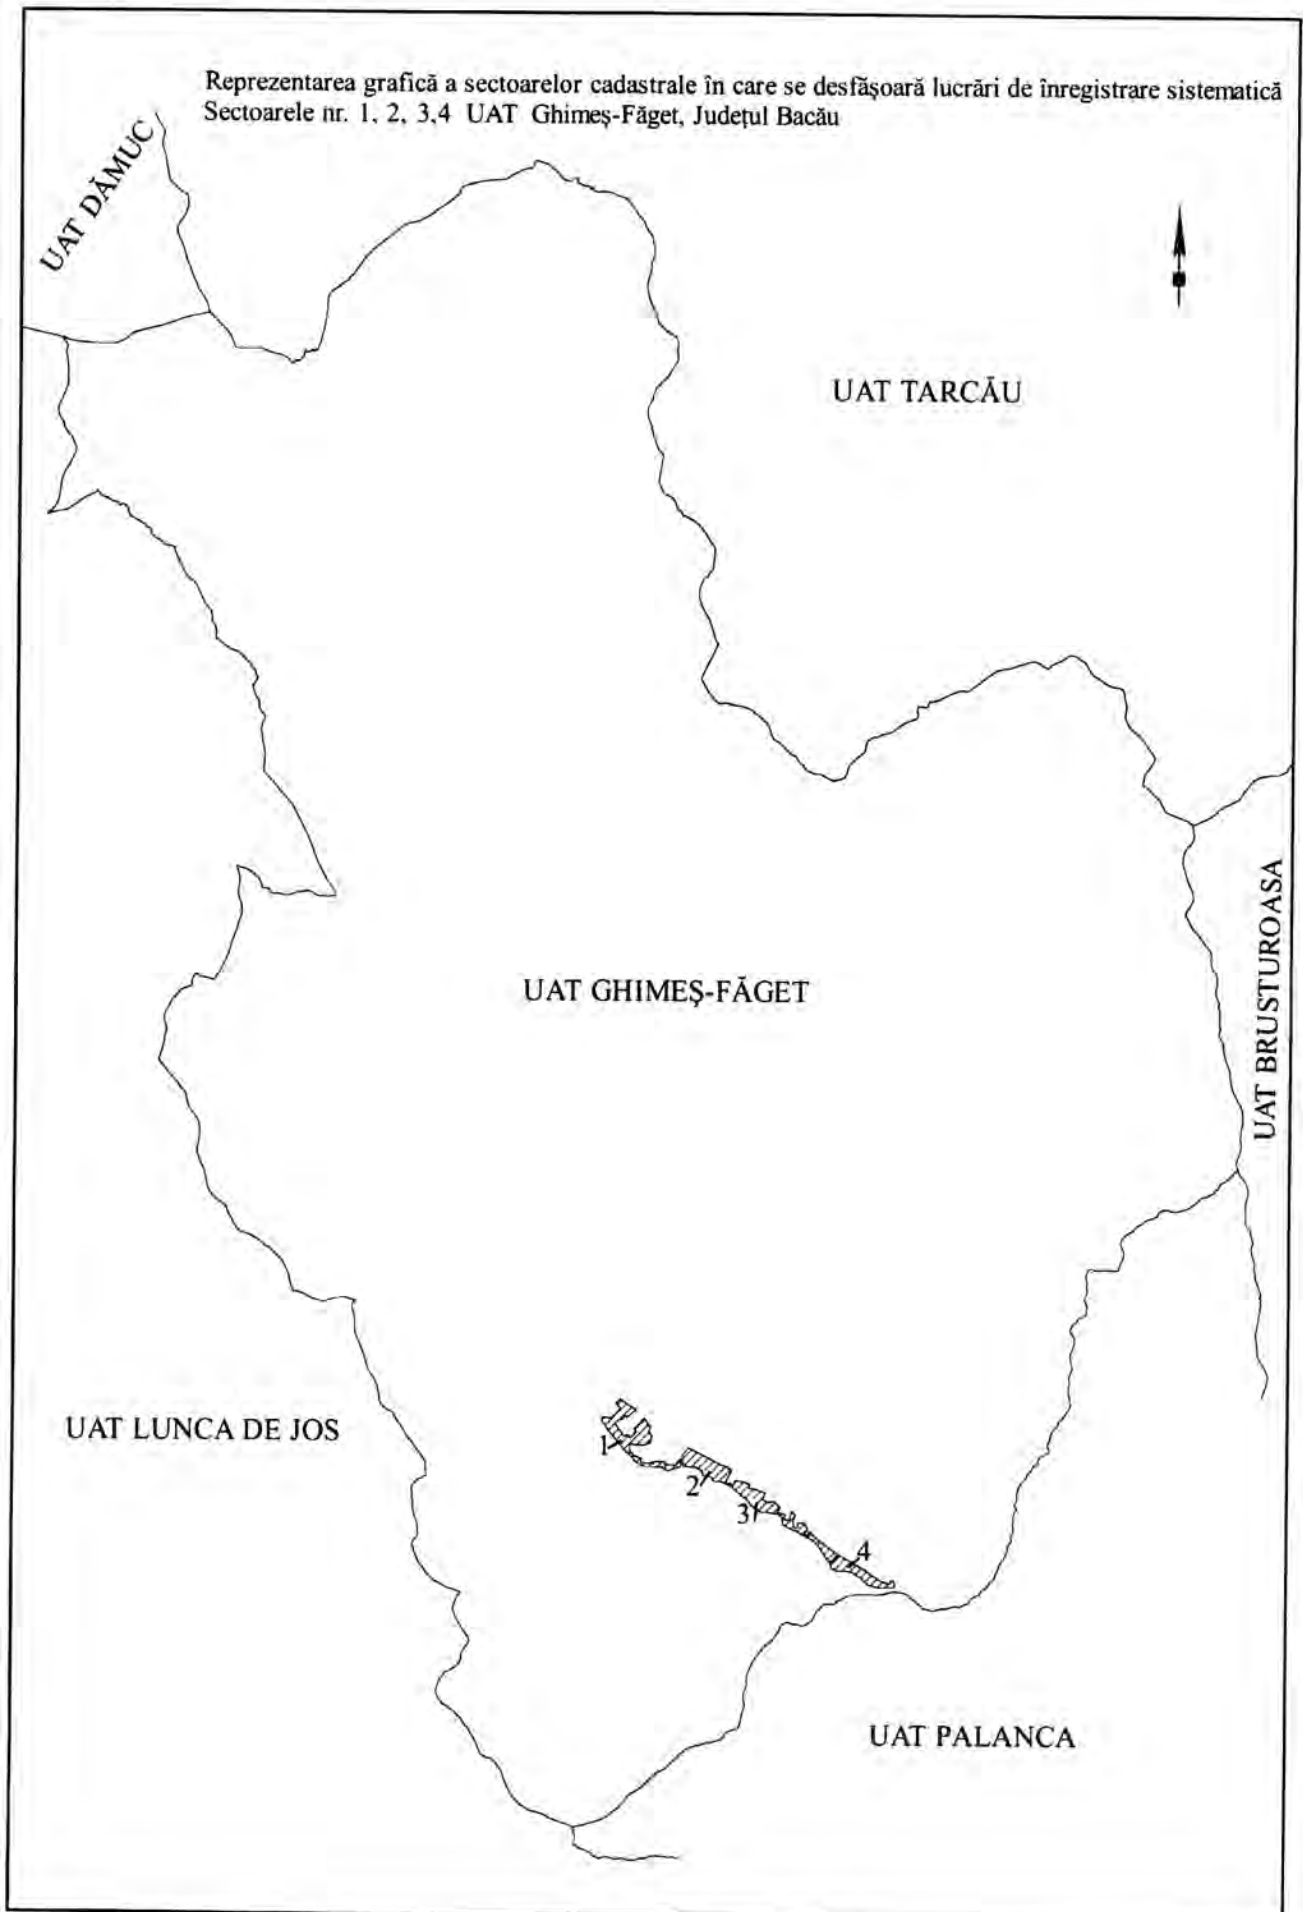 Reprezentarea grafică a sectoarelor cadastrale în care se desfăşoară lucrări de înregistrare sistematică
Sectoarele nr. 1, 2, 3,4 UAT Ghimeş-Făget, Judeţul Bacău
UAT DĂMUC
UAT TARCĂU
UAT BRUSTUROASA
UAT GHIMEŞ-FĂGET
UAT LUNCA DE JOS
1
2
3
4
UAT PALANCA